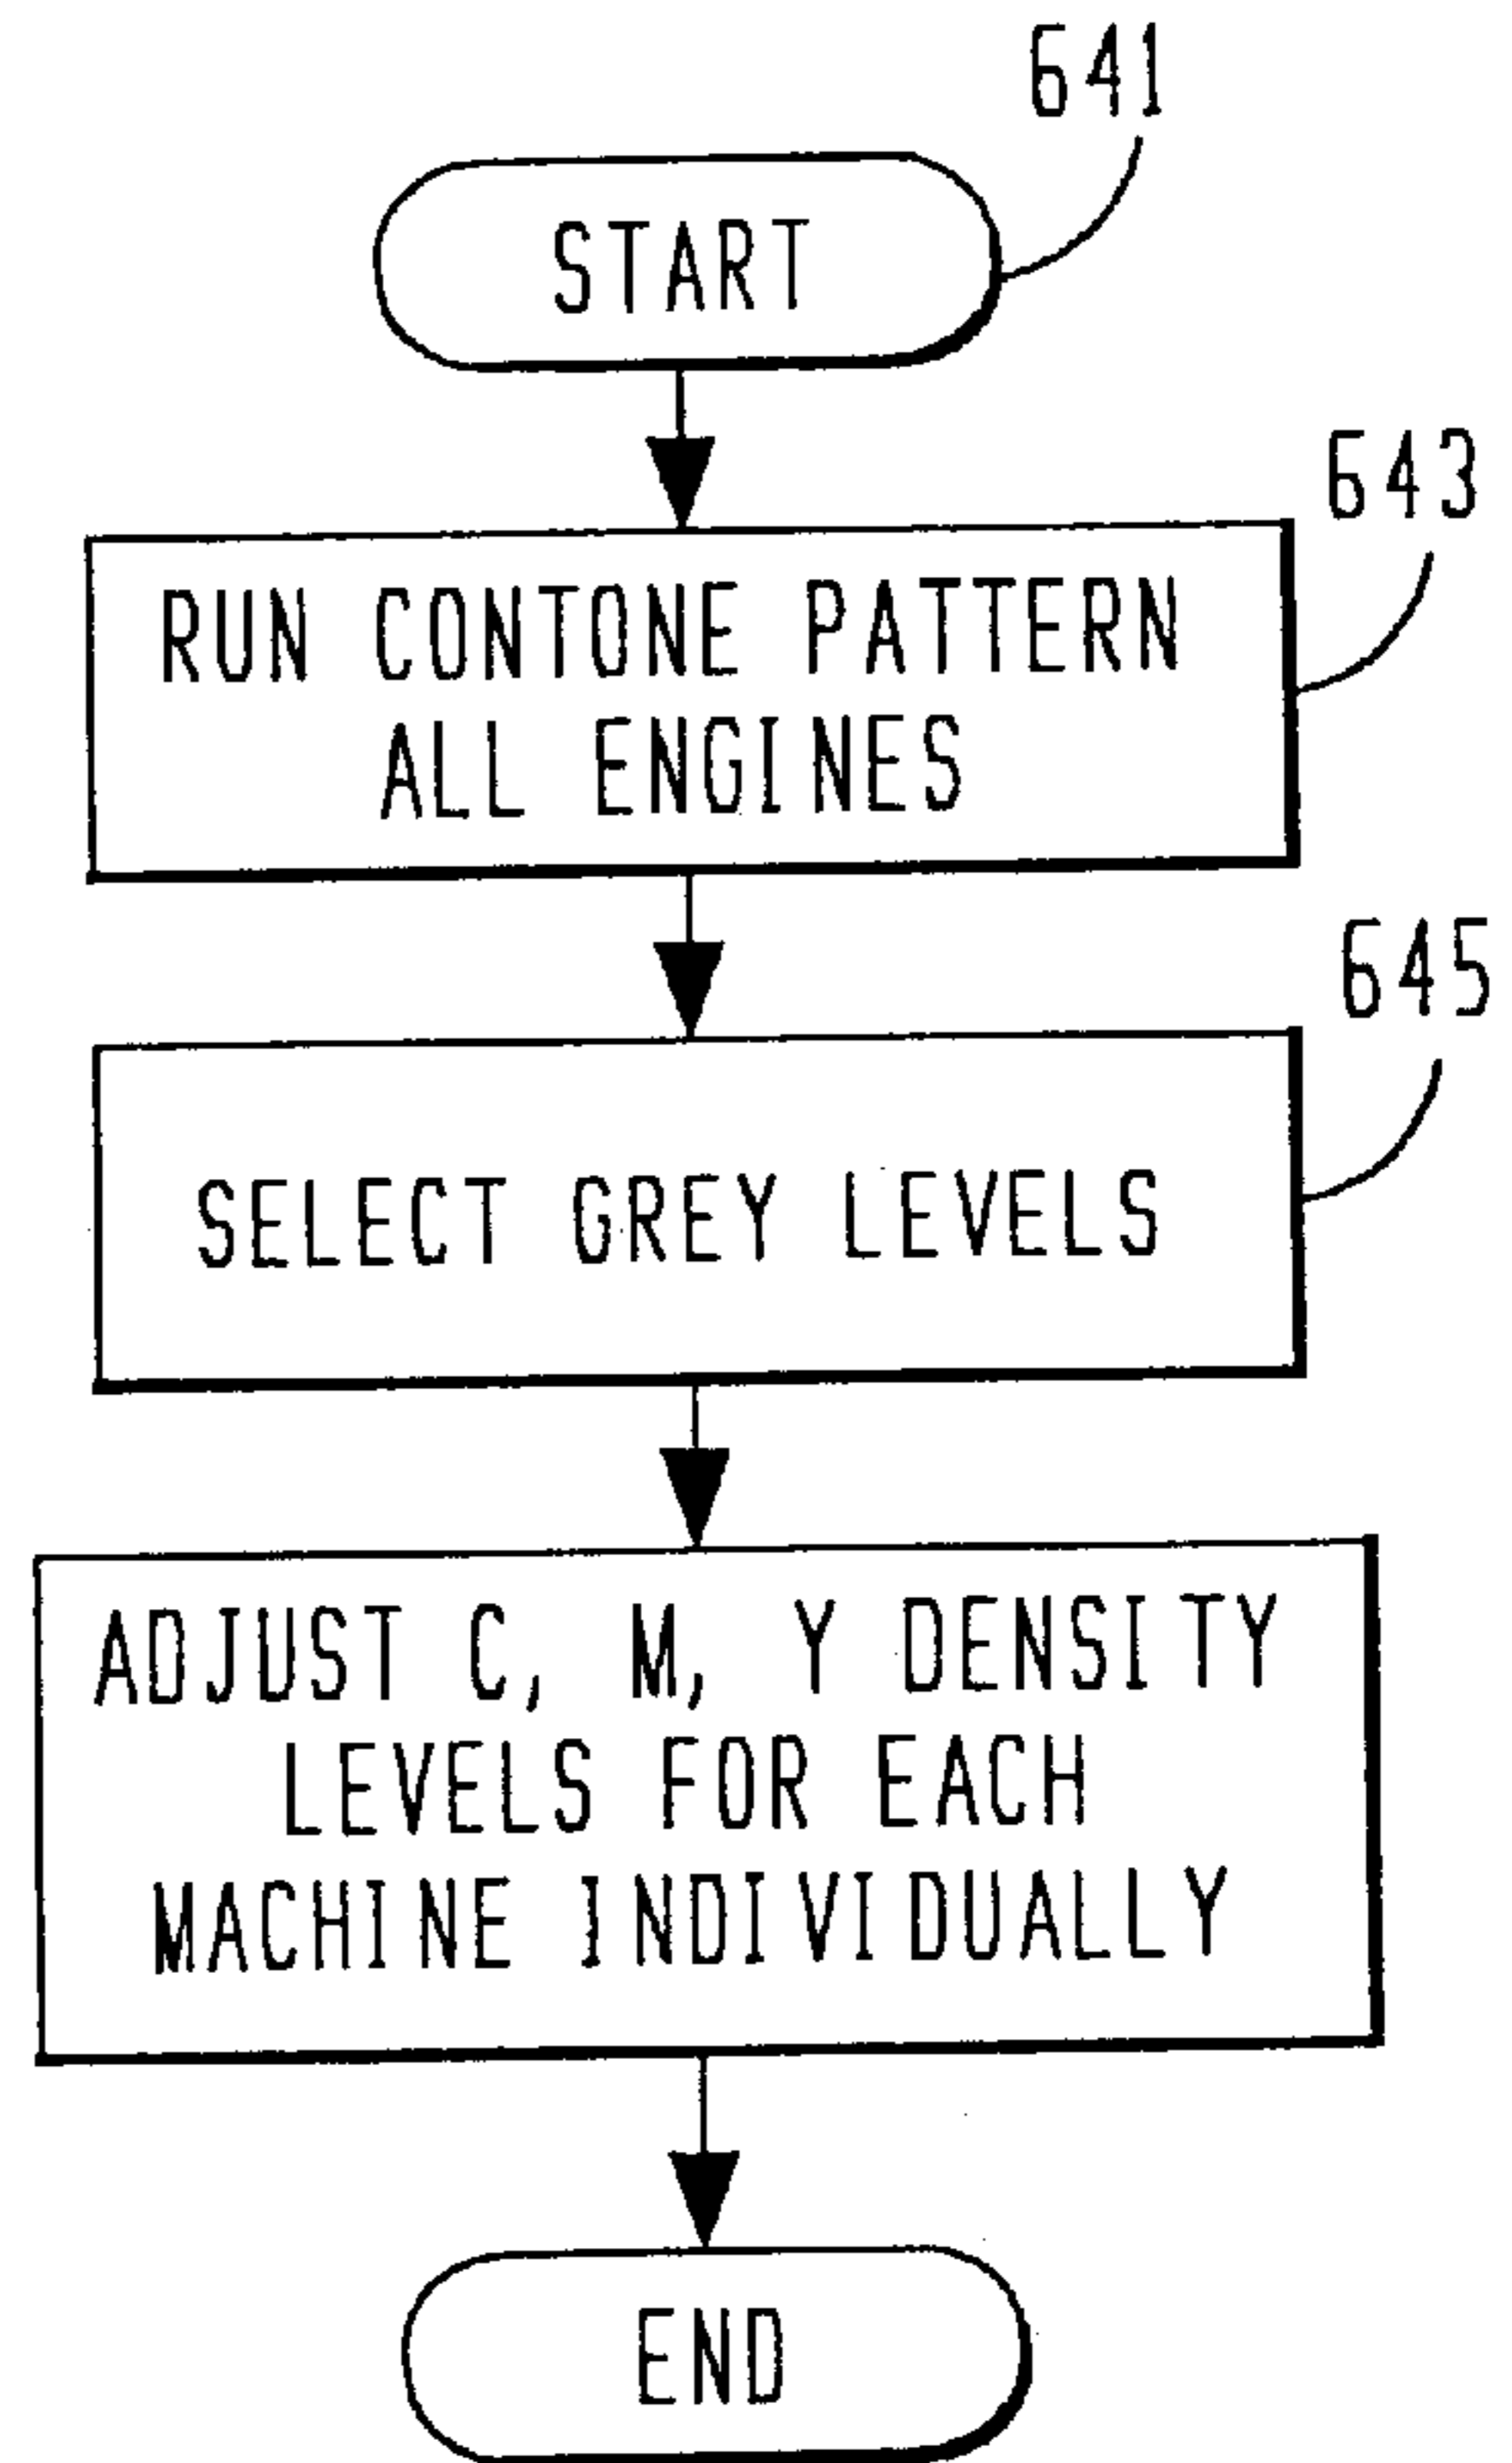 641
START
643
RUN CONTONE PATTERN
ALL ENGINES
645
SELECT GREY LEVELS
ADJUST C, M, Y DENSITY
LEVELS FOR EACH
MACHINE INDIVIDUALLY
END